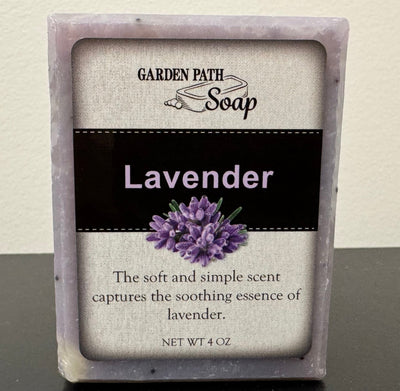 GARDEN PATH
Soap
Lavender
The soft and simple scent
captures the soothing essence of
lavender.
NET WT 4 OZ